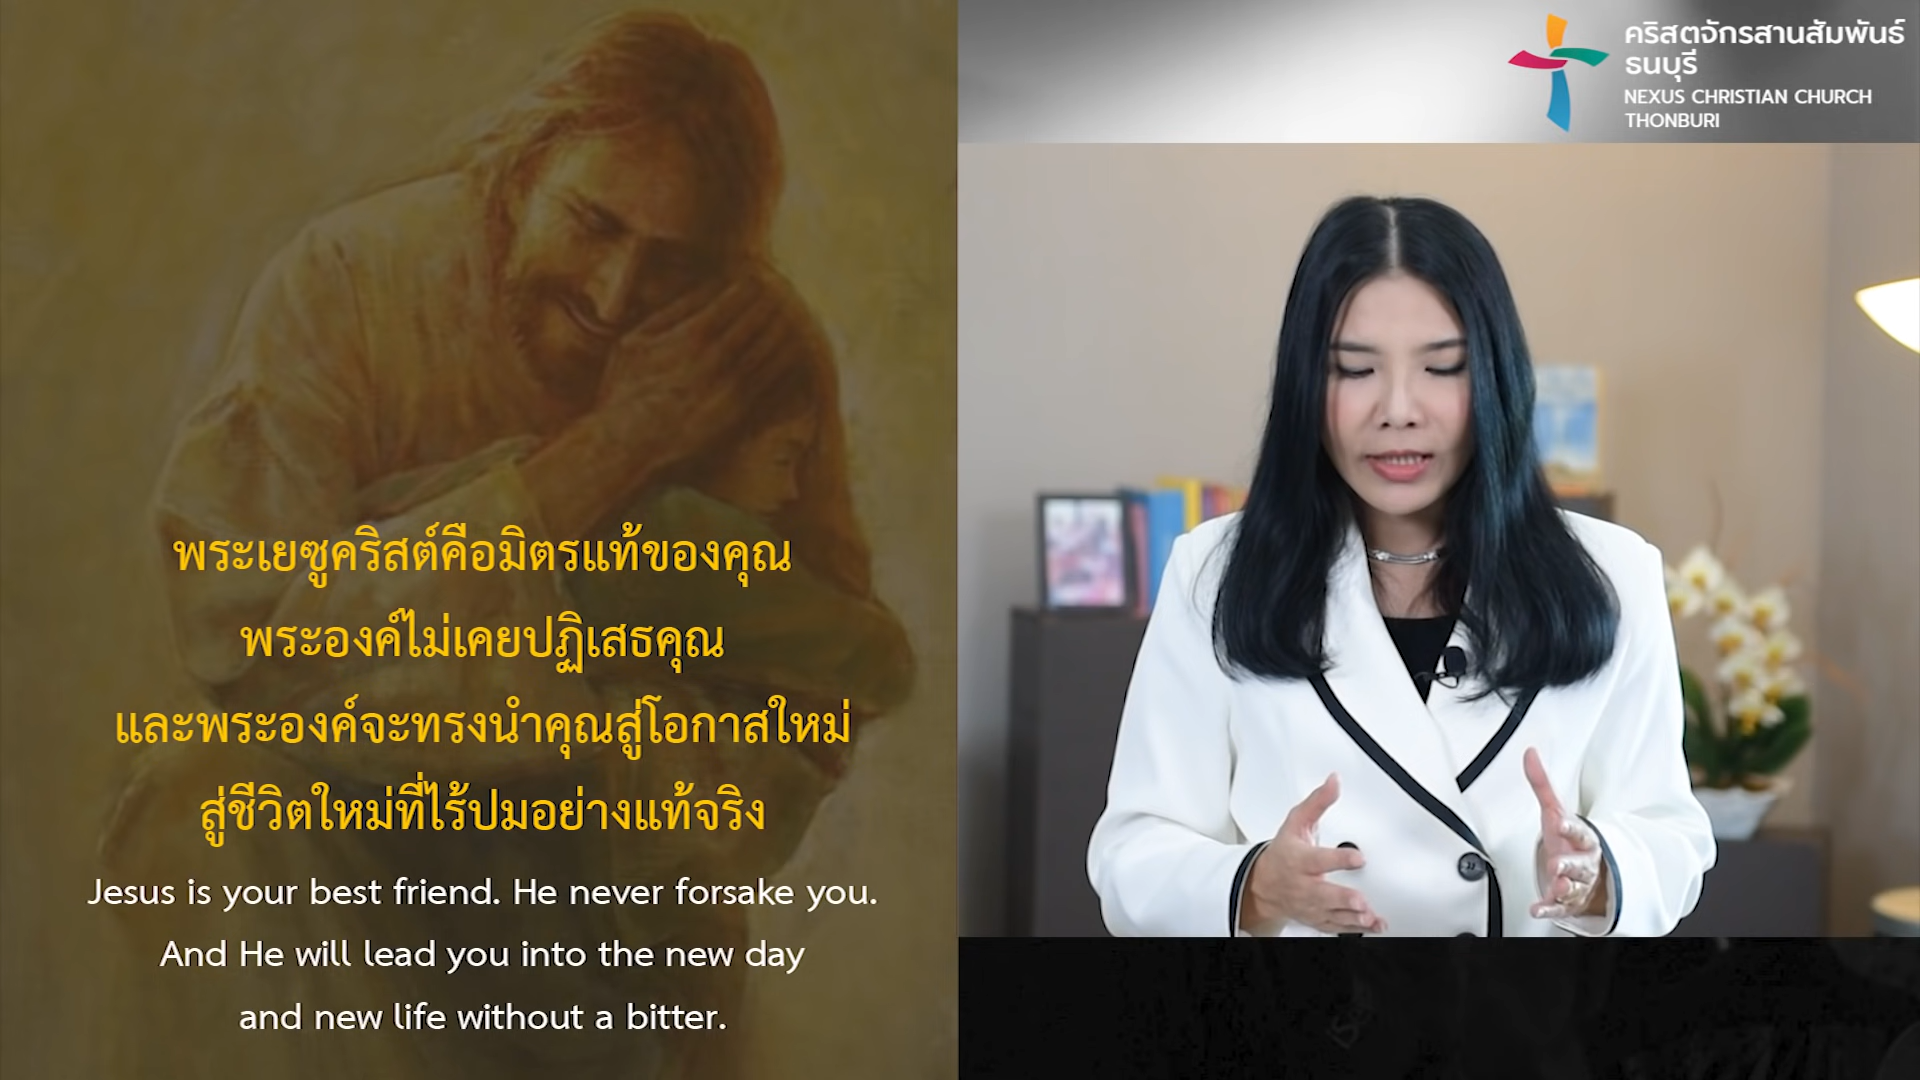 พระเยซูคริสต์คือมิตรแท้ของคุณ
พระองค์ไม่เคยปฏิเสธคุณ
และพระองค์จะทรงนำคุณสู่โอกาสใหม่
สู่ชีวิตใหม่ที่ไร้ปมอย่างแท้จริง
Jesus is your best friend. He never forsake you.
And He will lead you into the new day
and new life without a bitter.
คริสตจักรสานสัมพันธ์
ธนบุรี
NEXUS CHRISTIAN CHURCH
THONBURI